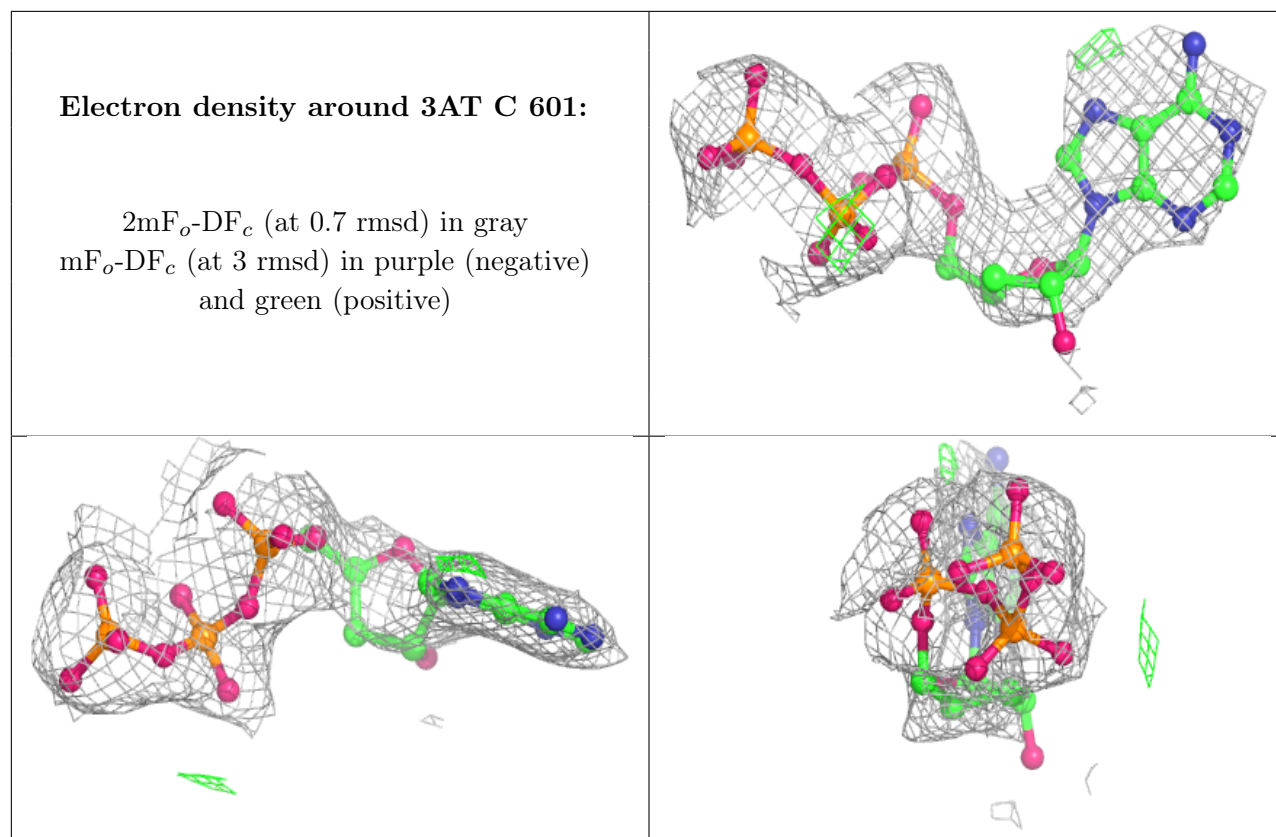 Electron density around 3AT C 601:
2mFo-DFc (at 0.7 rmsd) in gray
mFo-DFc (at 3 rmsd) in purple (negative)
and green (positive)